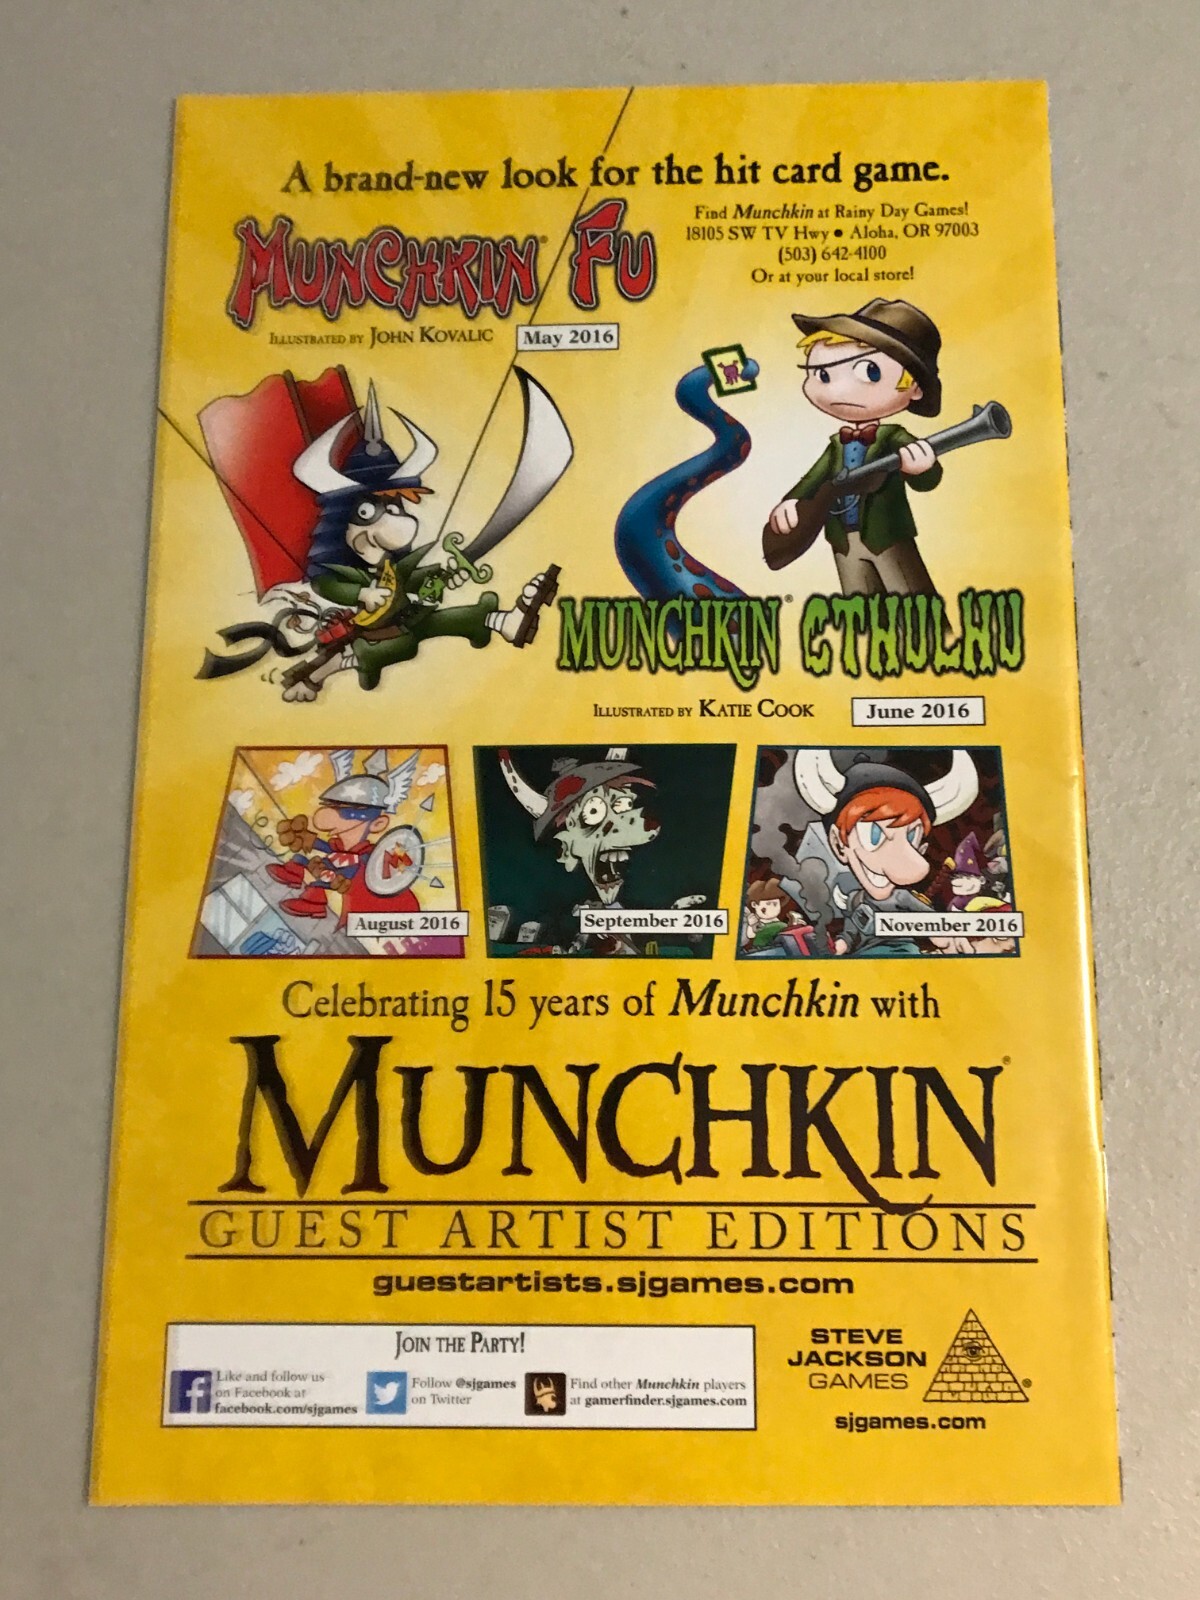 A brand-new look for the hit card game.
MUNCHKIN® FU
ILLUSTRATED BY JOHN KOVALIC
May 2016
Find Munchkin at Rainy Day Games!
18105 SW TV Hwy • Aloha, OR 97003
(503) 642-4100
Or at your local store!
MUNCHKIN® CTHULHU
ILLUSTRATED BY KATIE COOK
June 2016
M
M
August 2016
September 2016
November 2016
Celebrating 15 years of Munchkin with
MUNCHKIN®
GUEST ARTIST EDITIONS
guestartists.sjgames.com
JOIN THE PARTY!
Like and follow us
on Facebook at
facebook.com/sjgames
Follow @sjgames
on Twitter
Find other Munchkin players
at gamerfinder.sjgames.com
STEVE
JACKSON
GAMES
®
sjgames.com